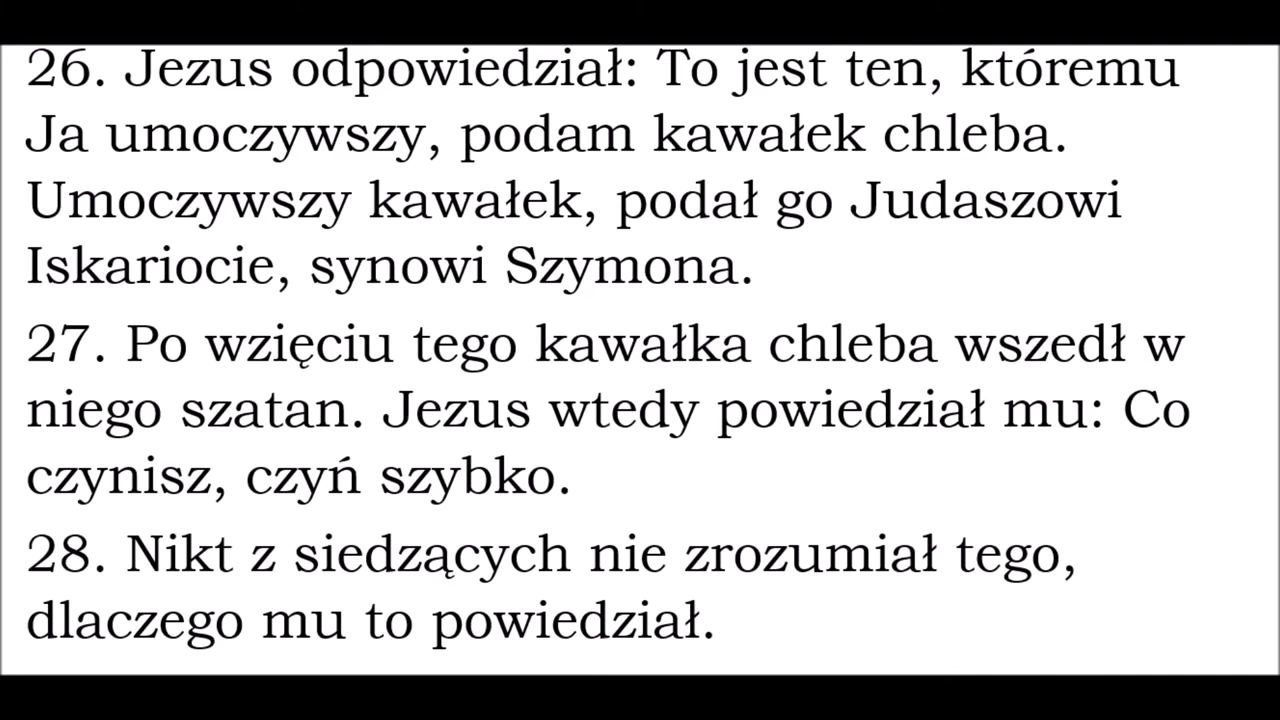 26. Jezus odpowiedział: To jest ten, któremu
Ja umoczywszy, podam kawałek chleba.
Umoczywszy kawałek, podał go Judaszowi
Iskariocie, synowi Szymona.
27. Po wzięciu tego kawałka chleba wszedł w
niego szatan. Jezus wtedy powiedział mu: Co
czynisz, czyń szybko.
28. Nikt z siedzących nie zrozumiał tego,
dlaczego mu to powiedział.